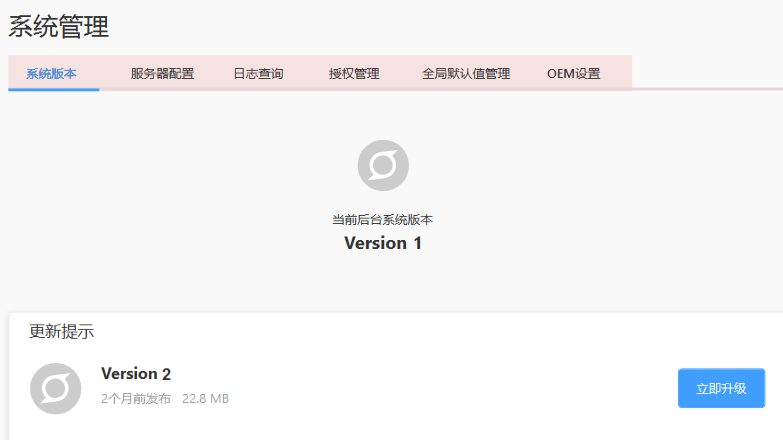 系统管理
系统版本 服务器配置 日志查询 授权管理 全局默认值管理 OEM设置
当前后台系统版本
Version 1
更新提示
Version 2
2个月前发布 22.8 MB
立即升级